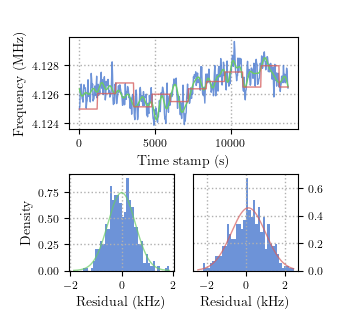 Frequency (MHz)
4.128
4.126
4.124
0 5000 10000
Time stamp (s)
Density
0.75
0.50
0.25
0.00
−2 0 2
Residual (kHz)
0.6
0.4
0.2
0.0
−2 0 2
Residual (kHz)